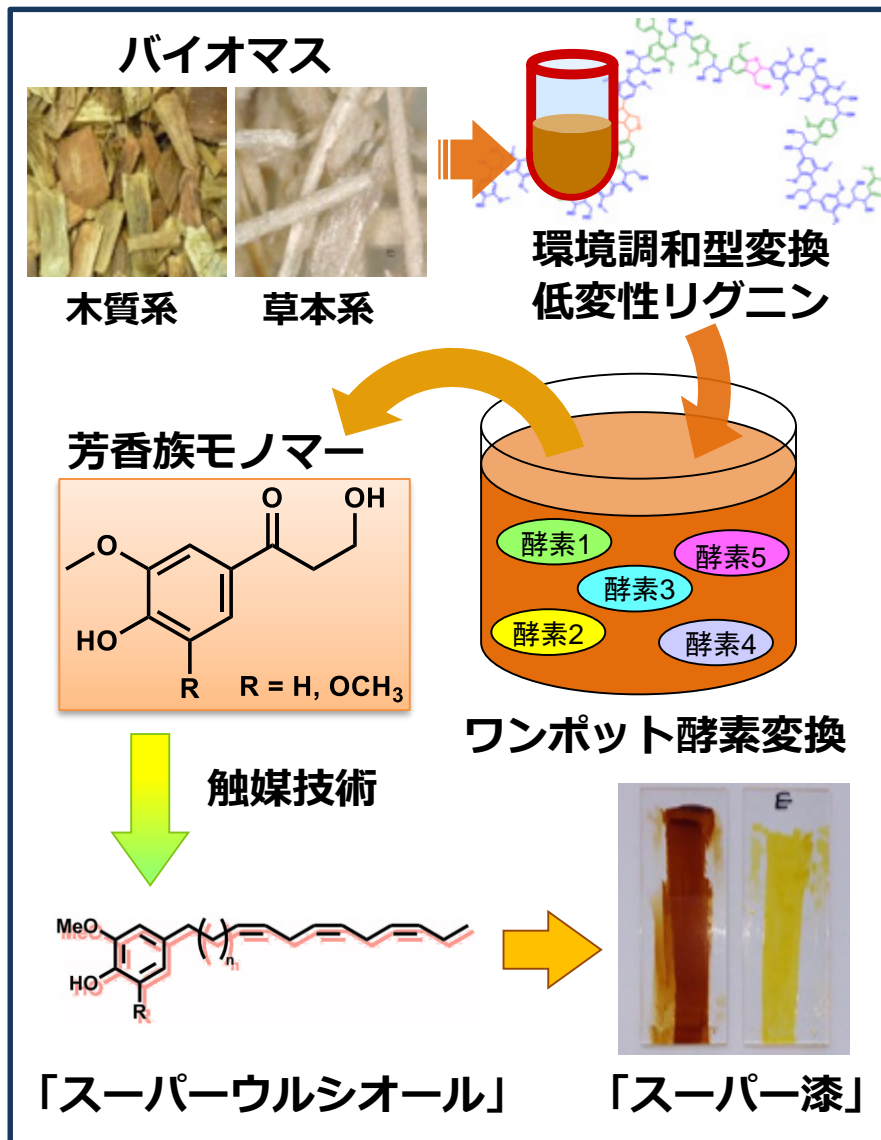 バイオマス
木質系
草本系
環境調和型変換
低変性リグニン
芳香族モノマー
O
OH
O
HO
R
R = H, OCH₃
酵素1
酵素5
酵素3
酵素2
酵素4
ワンポット酵素変換
触媒技術
MeO
HO
R
n
E
「スーパーウルシオール」
「スーパー漆」